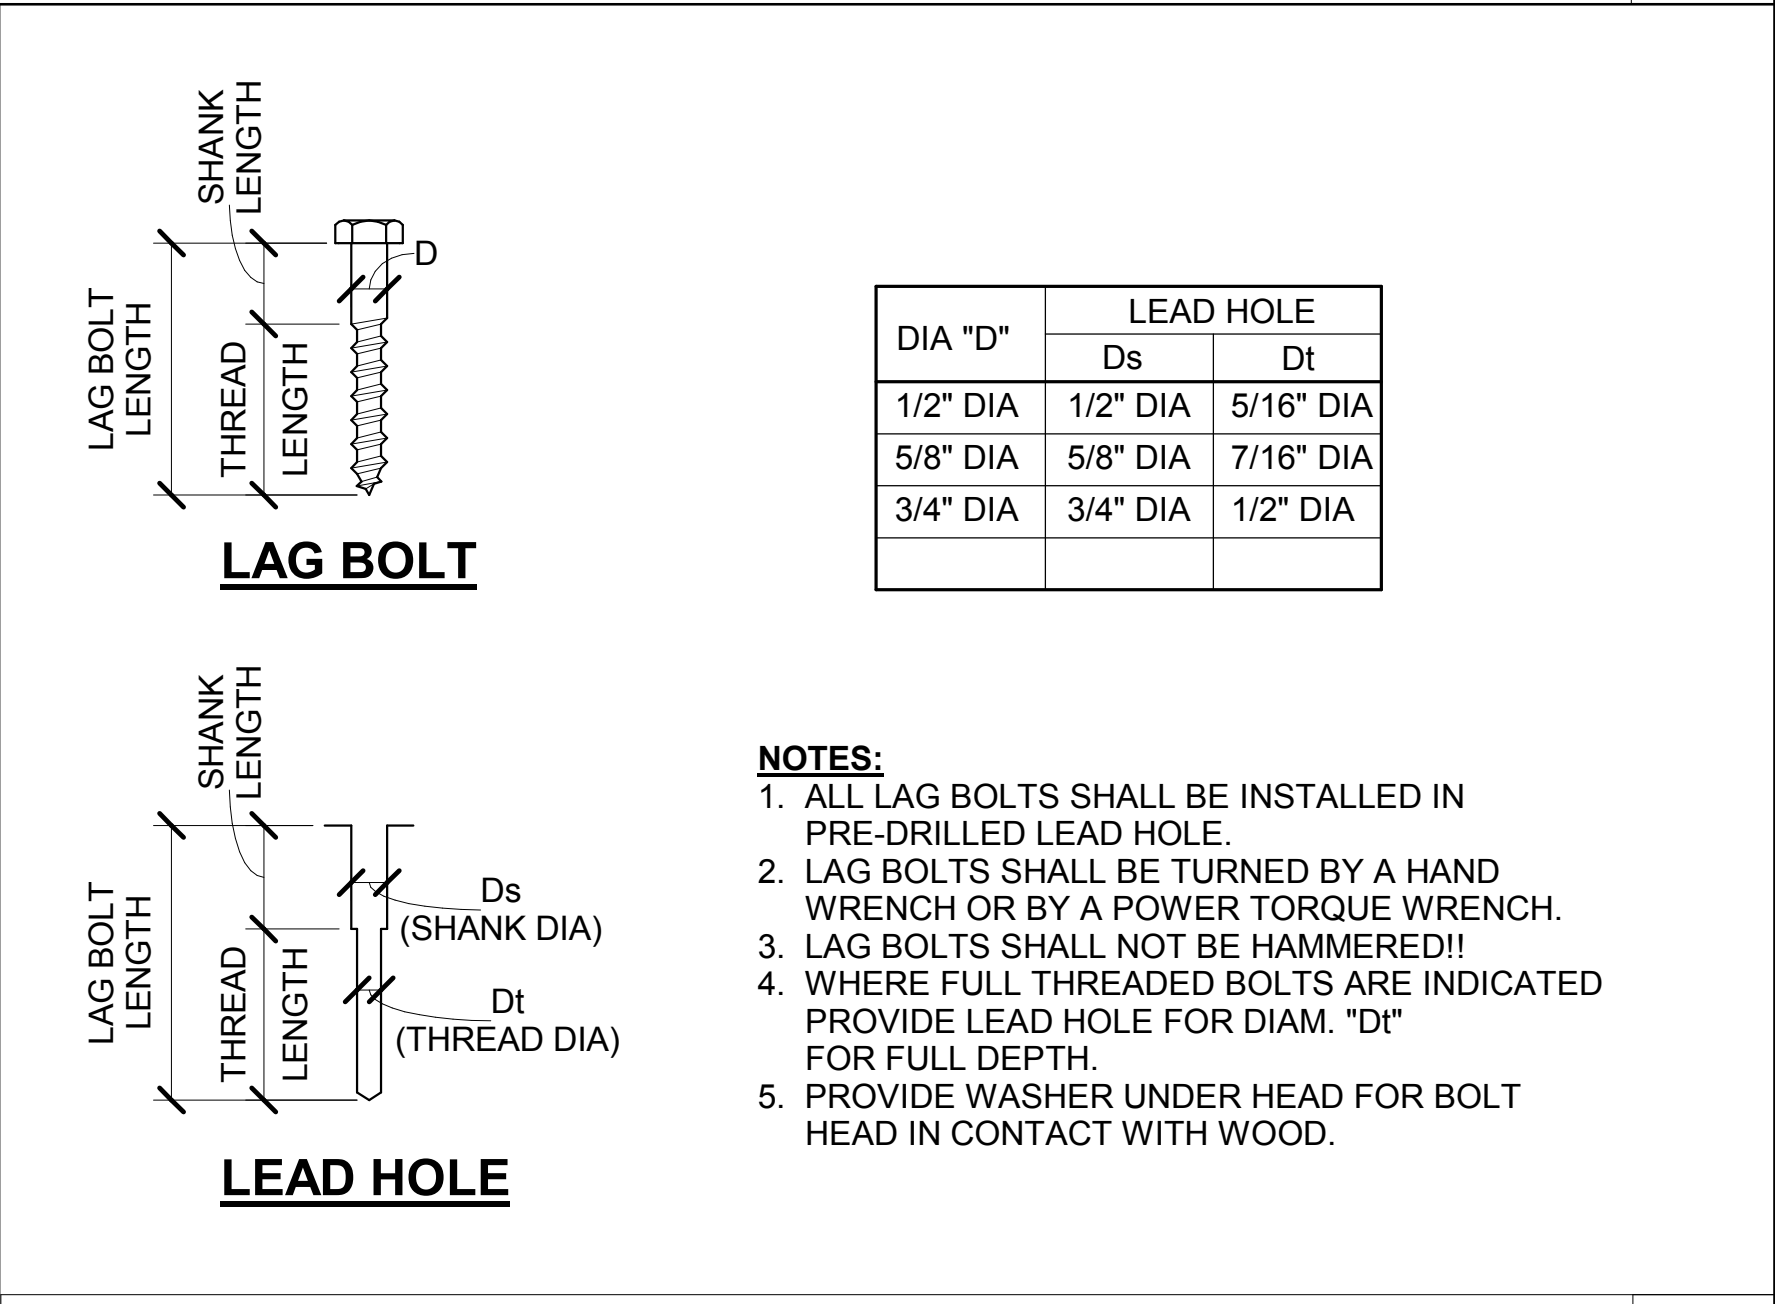 SHANK
LENGTH
D
LAG BOLT
LENGTH
THREAD
LENGTH
LAG BOLT
DIA "D"
LEAD HOLE
Ds Dt
1/2" DIA 1/2" DIA 5/16" DIA
5/8" DIA 5/8" DIA 7/16" DIA
3/4" DIA 3/4" DIA 1/2" DIA
SHANK
LENGTH
LAG BOLT
LENGTH
THREAD
LENGTH
Ds
(SHANK DIA)
Dt
(THREAD DIA)
LEAD HOLE
NOTES:
1. ALL LAG BOLTS SHALL BE INSTALLED IN
PRE-DRILLED LEAD HOLE.
2. LAG BOLTS SHALL BE TURNED BY A HAND
WRENCH OR BY A POWER TORQUE WRENCH.
3. LAG BOLTS SHALL NOT BE HAMMERED!!
4. WHERE FULL THREADED BOLTS ARE INDICATED
PROVIDE LEAD HOLE FOR DIAM. "Dt"
FOR FULL DEPTH.
5. PROVIDE WASHER UNDER HEAD FOR BOLT
HEAD IN CONTACT WITH WOOD.